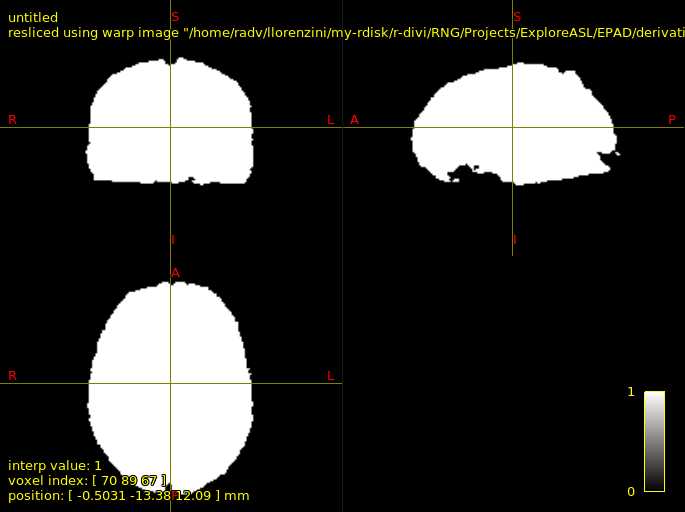 untitled
resliced using warp image "/home/radv/llorenzini/my-rdisk/r-divi/RNG/Projects/ExploreASL/EPAD/derivati
S
S
R
L
A
P
I
I
A
R
L
1
interp value: 1
voxel index: [ 70 89 67 ]
0
position: [ -0.5031 -13.38 12.09 ] mm
P